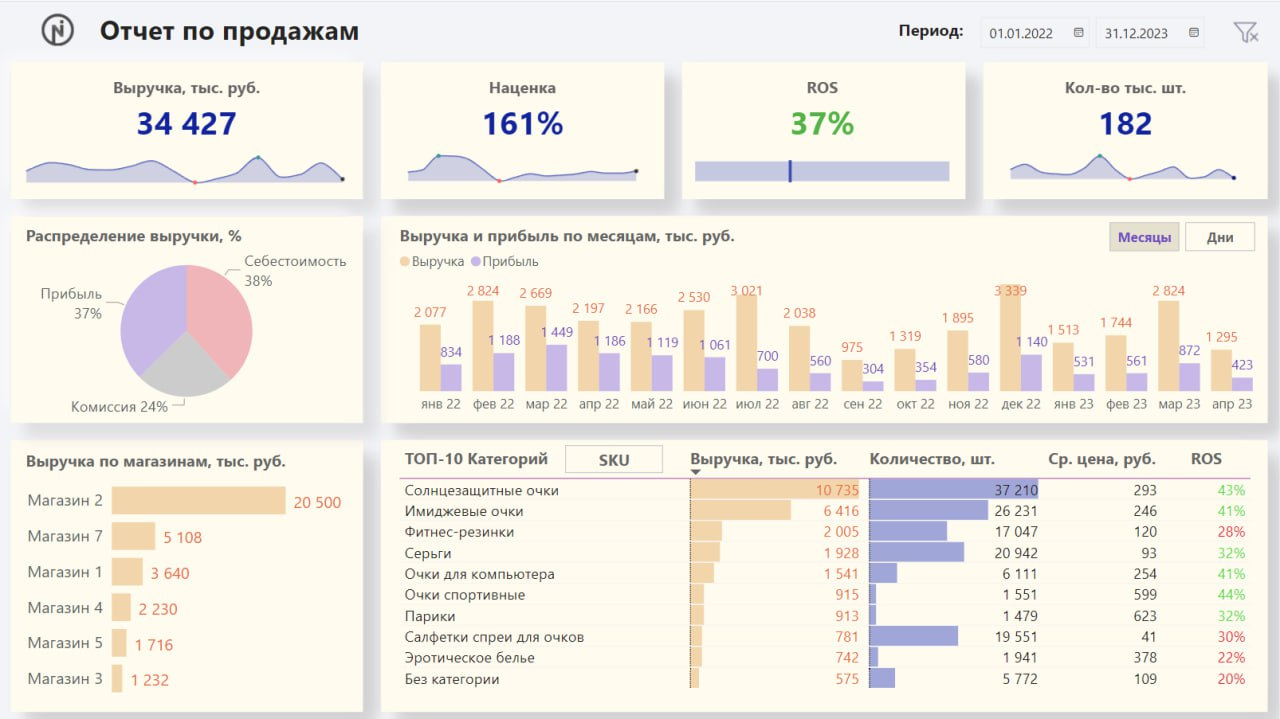 Отчет по продажам
Период: 01.01.2022 31.12.2023
Выручка, тыс. руб.
34 427
Наценка
161%
ROS
37%
Кол-во тыс. шт.
182
Распределение выручки, %
Себестоимость
38%
Прибыль
37%
Комиссия 24%
Выручка и прибыль по месяцам, тыс. руб.
Месяцы Дни
Выручка Прибыль
2 077 2 824 2 669 2 197 2 166 2 530 3 021 2 038 975 1 319 1 895 3 339 1 513 1 744 2 824 1 295
834 1 188 1 449 1 186 1 119 1 061 700 560 304 354 580 1 140 531 561 872 423
янв 22 фев 22 мар 22 апр 22 май 22 июн 22 июл 22 авг 22 сен 22 окт 22 ноя 22 дек 22 янв 23 фев 23 мар 23 апр 23
Выручка по магазинам, тыс. руб.
Магазин 2 20 500
Магазин 7 5 108
Магазин 1 3 640
Магазин 4 2 230
Магазин 5 1 716
Магазин 3 1 232
ТОП-10 Категорий SKU Выручка, тыс. руб. Количество, шт. Ср. цена, руб. ROS
Солнцезащитные очки 10 735 37 210 293 43%
Имиджевые очки 6 416 26 231 246 41%
Фитнес-резинки 2 005 17 047 120 28%
Серьги 1 928 20 942 93 32%
Очки для компьютера 1 541 6 111 254 41%
Очки спортивные 915 1 551 599 44%
Парики 913 1 479 623 32%
Салфетки спреи для очков 781 19 551 41 30%
Эротическое белье 742 1 941 378 22%
Без категории 575 5 772 109 20%